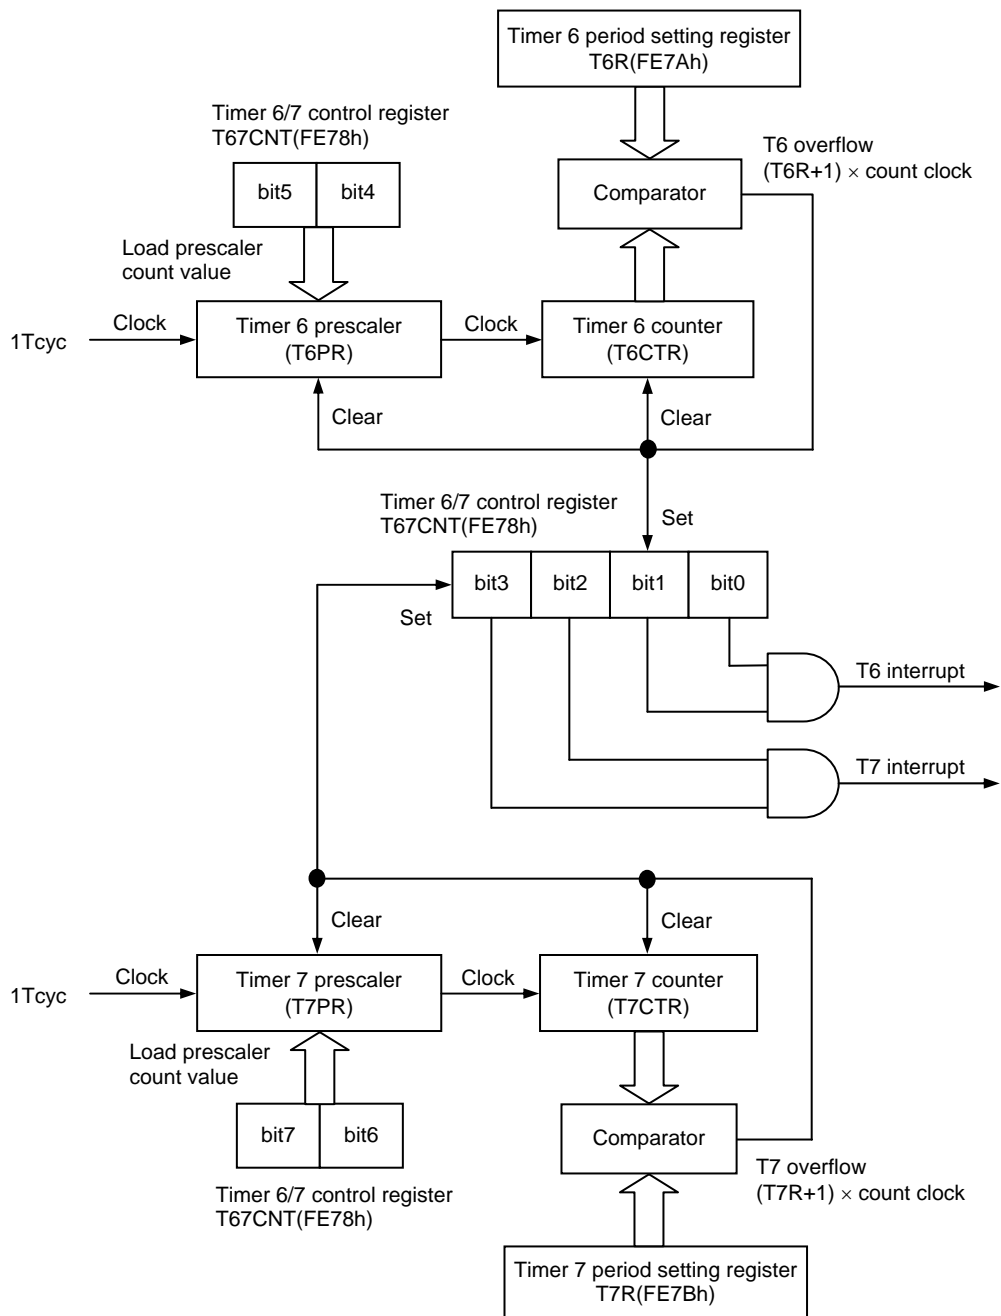 Timer 6 period setting register
T6R(FE7Ah)
Timer 6/7 control register
T67CNT(FE78h)
T6 overflow
(T6R+1) × count clock
bit5
bit4
Comparator
Load prescaler
count value
1Tcyc
Clock
Timer 6 prescaler
(T6PR)
Clock
Timer 6 counter
(T6CTR)
Clear
Clear
Timer 6/7 control register
T67CNT(FE78h)
Set
bit3
bit2
bit1
bit0
Set
T6 interrupt
T7 interrupt
Clear
Clear
1Tcyc
Clock
Timer 7 prescaler
(T7PR)
Clock
Timer 7 counter
(T7CTR)
Load prescaler
count value
bit7
bit6
Comparator
T7 overflow
(T7R+1) × count clock
Timer 6/7 control register
T67CNT(FE78h)
Timer 7 period setting register
T7R(FE7Bh)